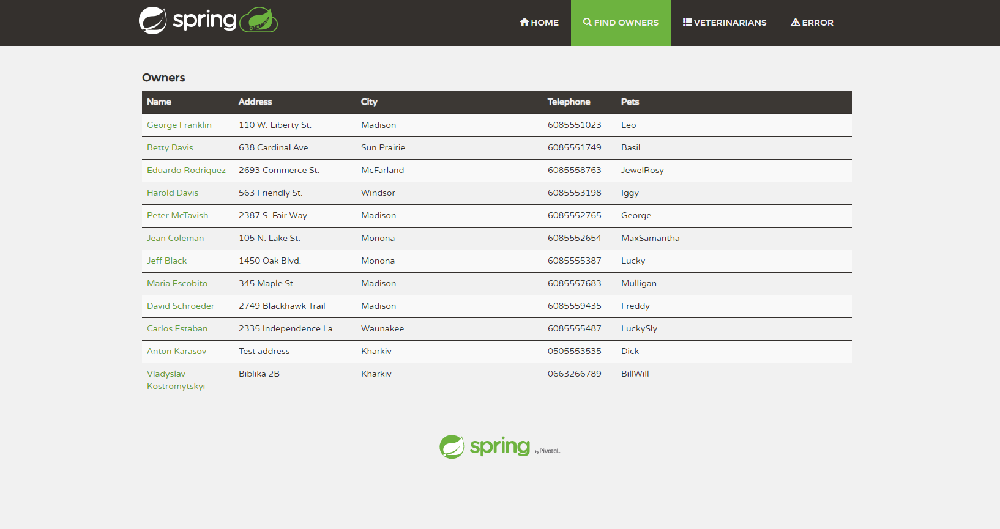 spring
HOME FIND OWNERS VETERINARIANS ERROR
Owners
Name Address City Telephone Pets
George Franklin 110 W. Liberty St. Madison 6085551023 Leo
Betty Davis 638 Cardinal Ave. Sun Prairie 6085551749 Basil
Eduardo Rodriquez 2693 Commerce St. McFarland 6085558763 JewelRosy
Harold Davis 563 Friendly St. Windsor 6085553198 Iggy
Peter McTavish 2387 S. Fair Way Madison 6085552765 George
Jean Coleman 105 N. Lake St. Monona 6085552654 MaxSamantha
Jeff Black 1450 Oak Blvd. Monona 6085555387 Lucky
Maria Escobito 345 Maple St. Madison 6085557683 Mulligan
David Schroeder 2749 Blackhawk Trail Madison 6085559435 Freddy
Carlos Estaban 2335 Independence La. Waunakee 6085555487 LuckySly
Anton Karasov Test address Kharkiv 0505553535 Dick
Vladyslav Biblika 2B Kharkiv 0663266789 BillWill
Kostromytskyi
spring by Pivotal.